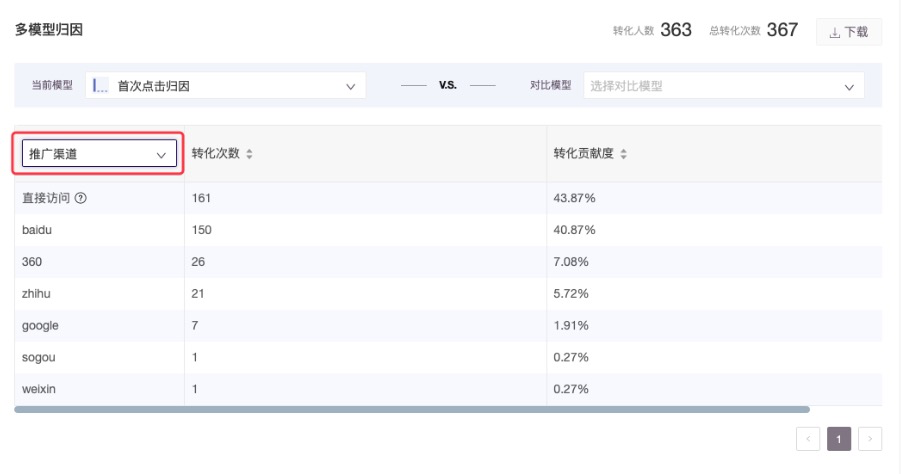 多模型归因 转化人数 363 总转化次数 367 下载
当前模型 首次点击归因 V.S. 对比模型 选择对比模型
推广渠道 转化次数 转化贡献度
直接访问 161 43.87%
baidu 150 40.87%
360 26 7.08%
zhihu 21 5.72%
google 7 1.91%
sogou 1 0.27%
weixin 1 0.27%
1